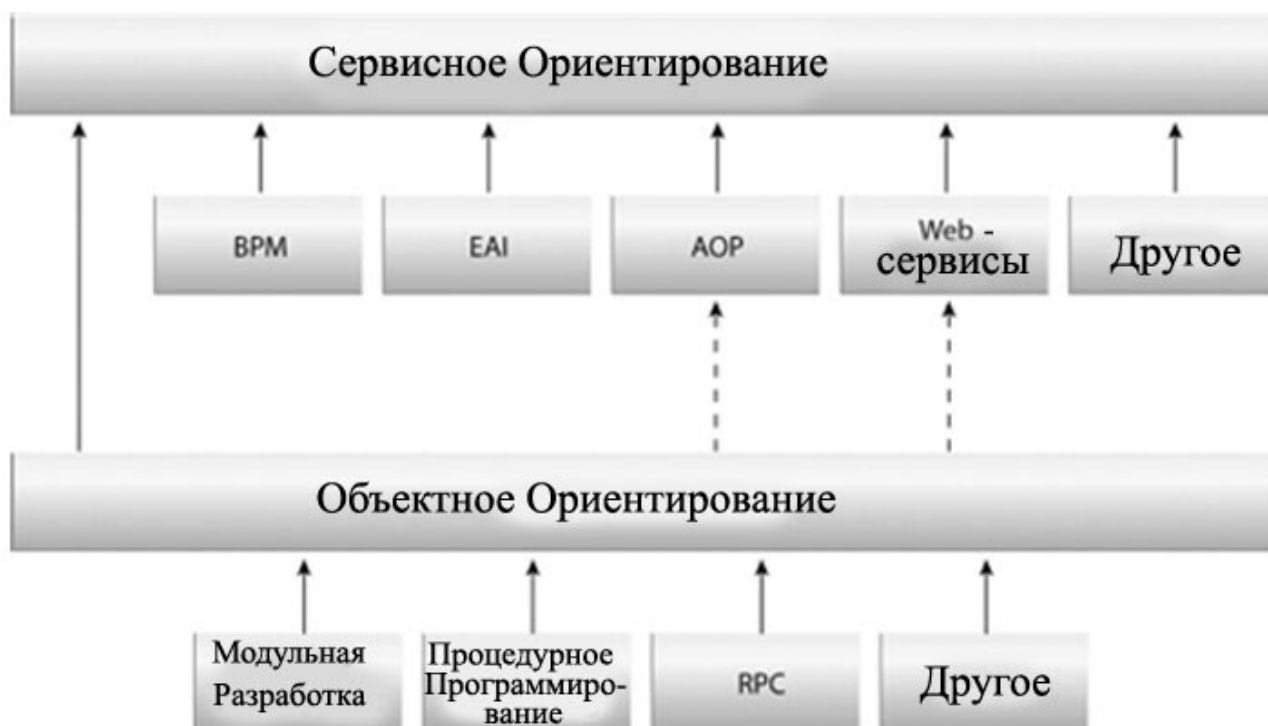 Сервисное Ориентирование
BPM
EAI
AOP
Web -
сервисы
Другое
Объектное Ориентирование
Модульная
Разработка
Процедурное
Программиро-
вание
RPC
Другое